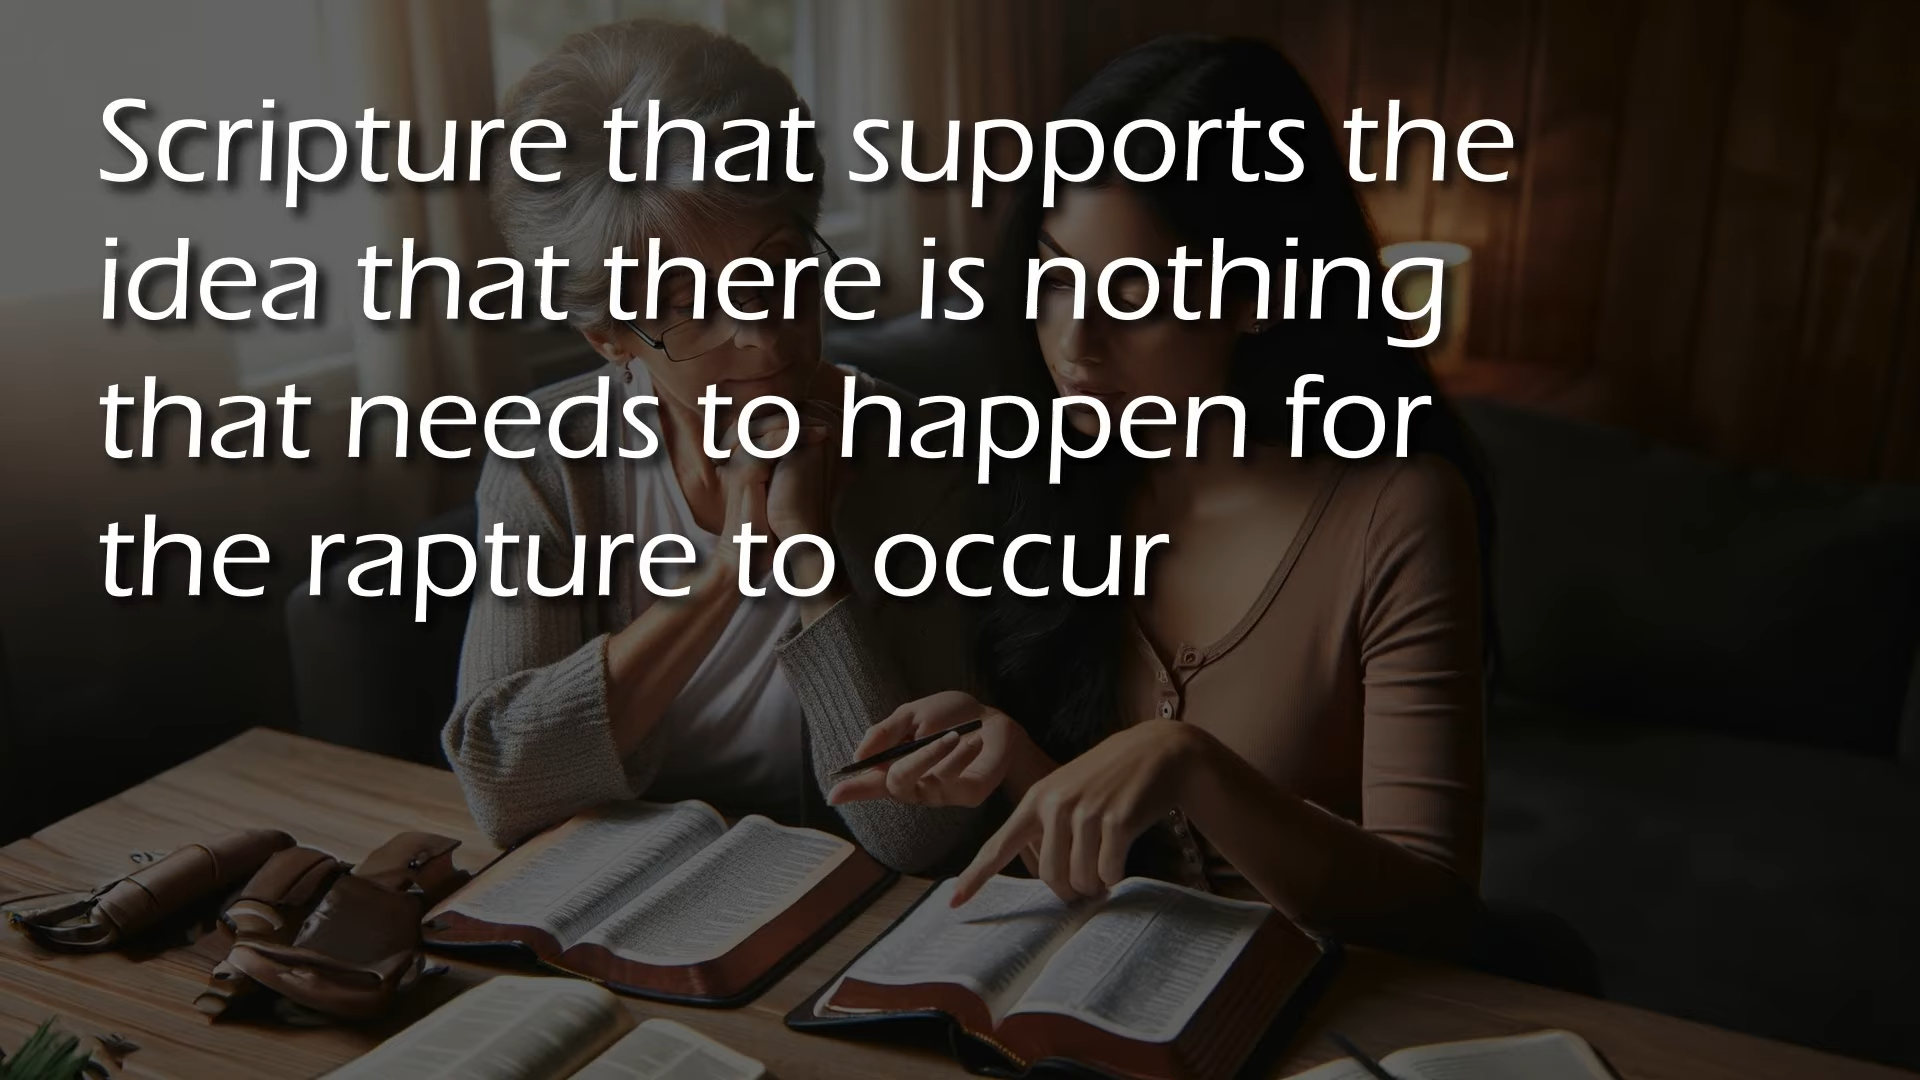 Scripture that supports the
idea that there is nothing
that needs to happen for
the rapture to occur